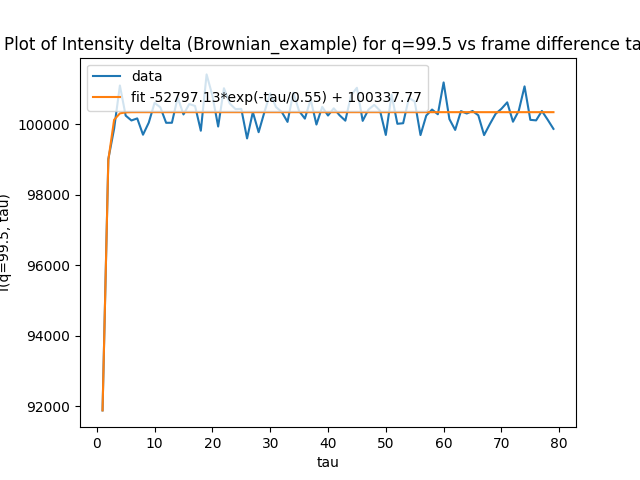 Plot of Intensity delta (Brownian_example) for q=99.5 vs frame difference ta
data
fit -52797.13*exp(-tau/0.55) + 100337.77
100000
98000
96000
94000
92000
(q=99.5, tau)
0 10 20 30 40 50 60 70 80
tau